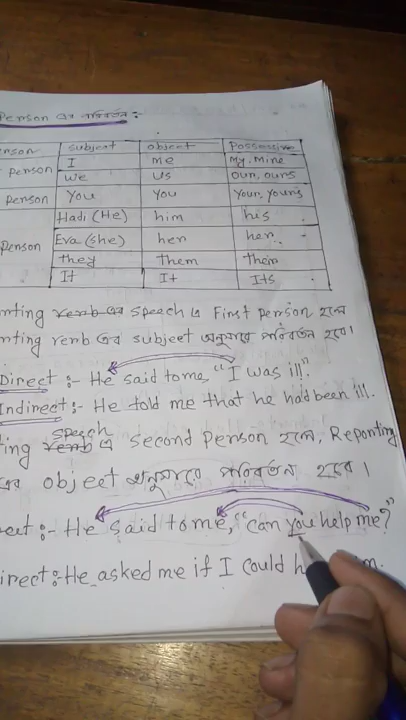 Person এর পরিবর্তন :-
Person subject object Possessive
person I me My. Mine
we us our, ours
person You You Your, yours
Hadi (He) him his
person Eva (she) her her
they them their
It It Its
rting verb এর speech এ First person হলে
rting verb এর subject অনুসারে পরিবর্তন হবে।
Direct :- He said to me, "I was ill."
Indirect :- He told me that he had been ill.
speech
ting verb এ second Person হলে, Reporting
এর object অনুসারে পরিবর্তন হবে।
ect :- He said to me, "can you help me?"
irect: He asked me if I could h im.